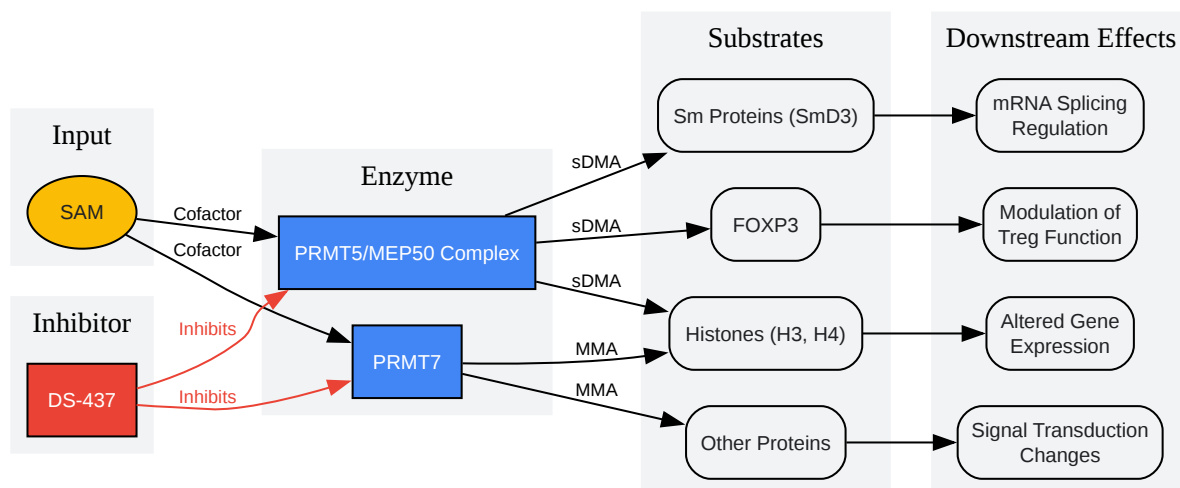 Input
SAM
Inhibitor
DS-437
Cofactor
Cofactor
Inhibits
Inhibits
Enzyme
PRMT5/MEP50 Complex
PRMT7
sDMA
sDMA
sDMA
MMA
MMA
Substrates
Sm Proteins (SmD3)
FOXP3
Histones (H3, H4)
Other Proteins
Downstream Effects
mRNA Splicing
Regulation
Modulation of
Treg Function
Altered Gene
Expression
Signal Transduction
Changes